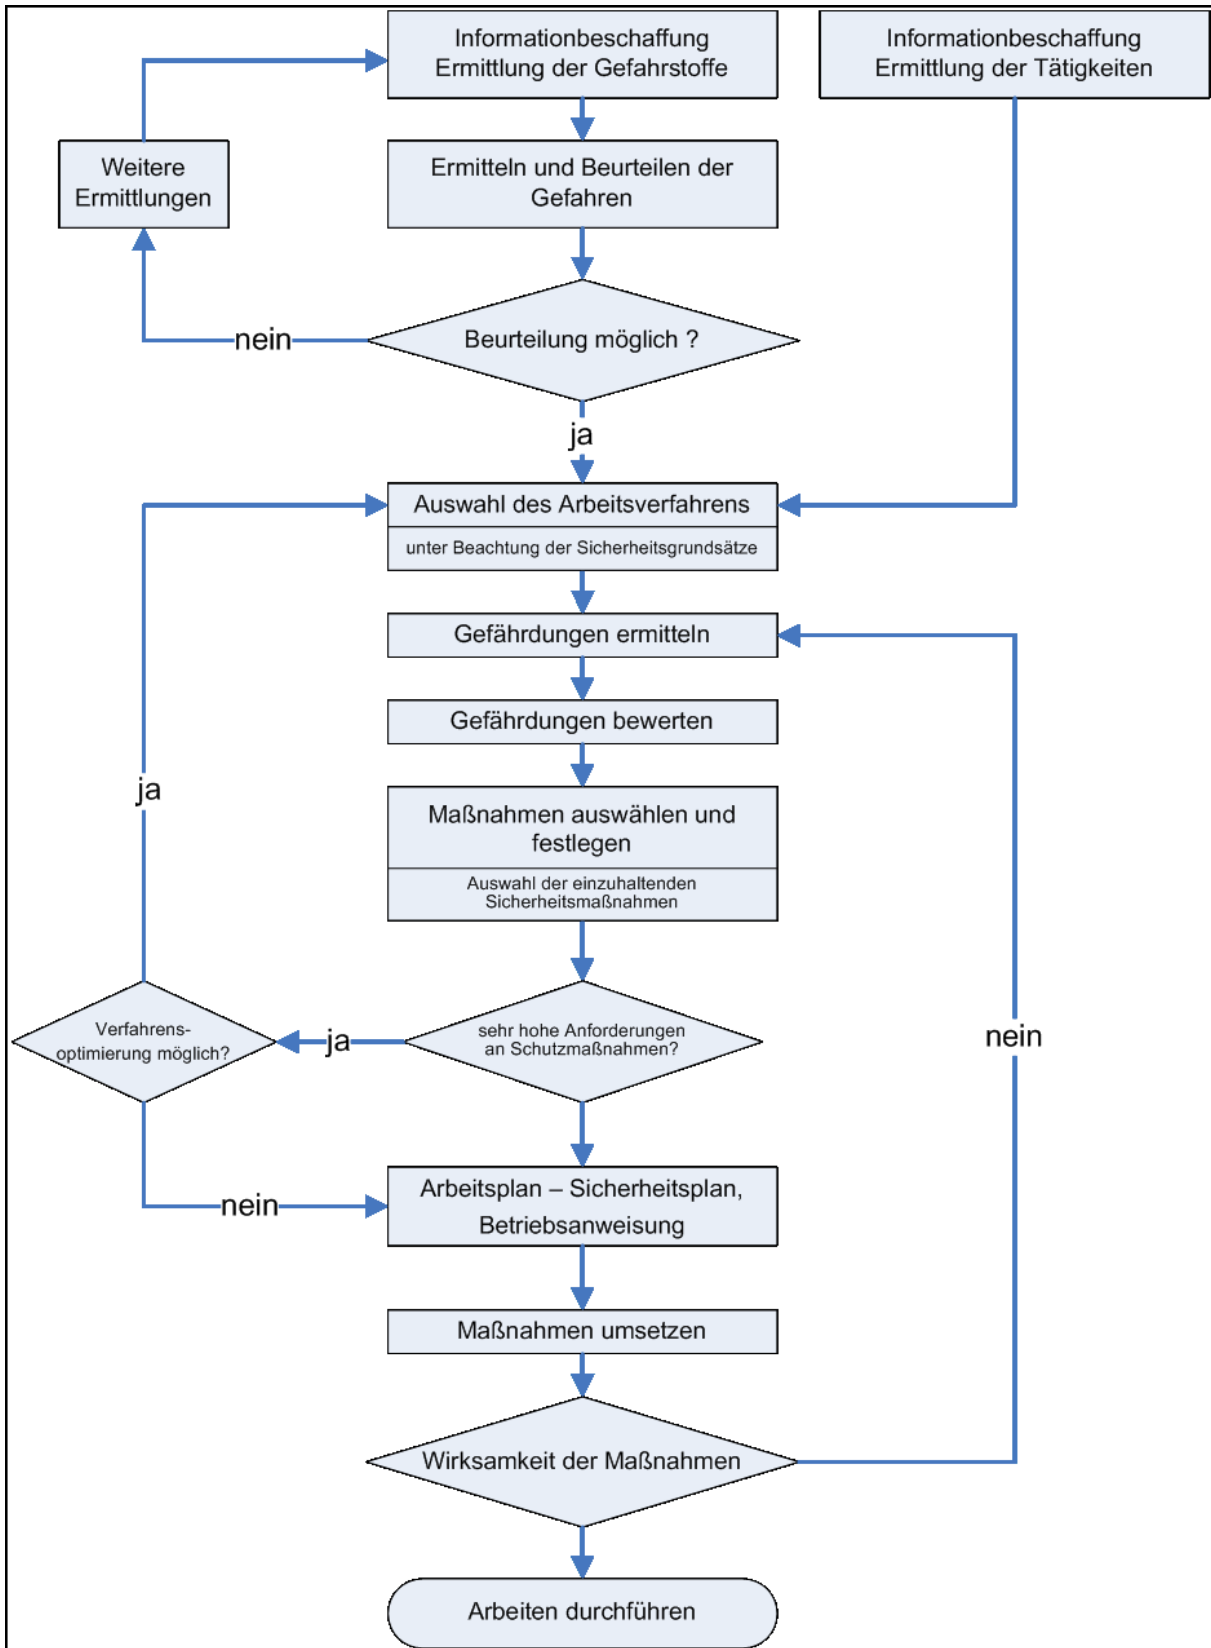 Informationbeschaffung
Ermittlung der Gefahrstoffe
Informationbeschaffung
Ermittlung der Tätigkeiten
Weitere
Ermittlungen
Ermitteln und Beurteilen der
Gefahren
nein
Beurteilung möglich ?
ja
Auswahl des Arbeitsverfahrens
unter Beachtung der Sicherheitsgrundsätze
Gefährdungen ermitteln
Gefährdungen bewerten
ja
Maßnahmen auswählen und
festlegen
Auswahl der einzuhaltenden
Sicherheitsmaßnahmen
Verfahrens-
optimierung möglich?
ja
sehr hohe Anforderungen
an Schutzmaßnahmen?
nein
nein
Arbeitsplan – Sicherheitsplan,
Betriebsanweisung
Maßnahmen umsetzen
Wirksamkeit der Maßnahmen
Arbeiten durchführen